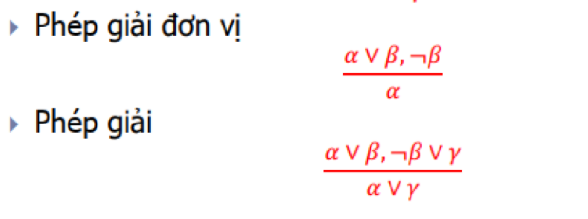 Phép giải đơn vị
α ∨ β, ¬β
α
Phép giải
α ∨ β, ¬β ∨ γ
α ∨ γ